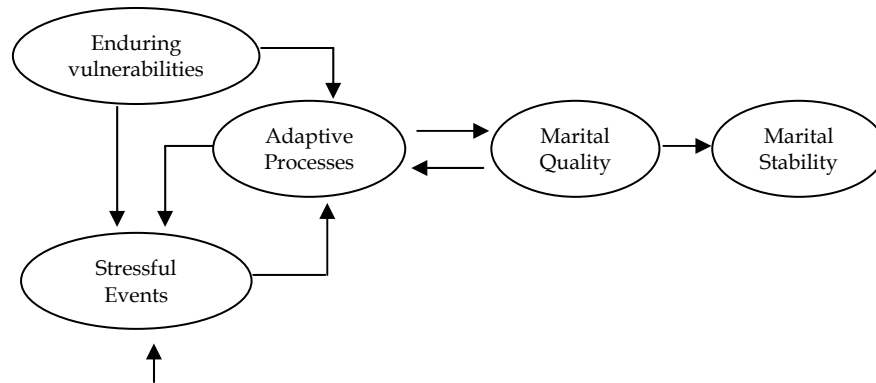 Enduring
vulnerabilities
Adaptive
Processes
Marital
Quality
Marital
Stability
Stressful
Events